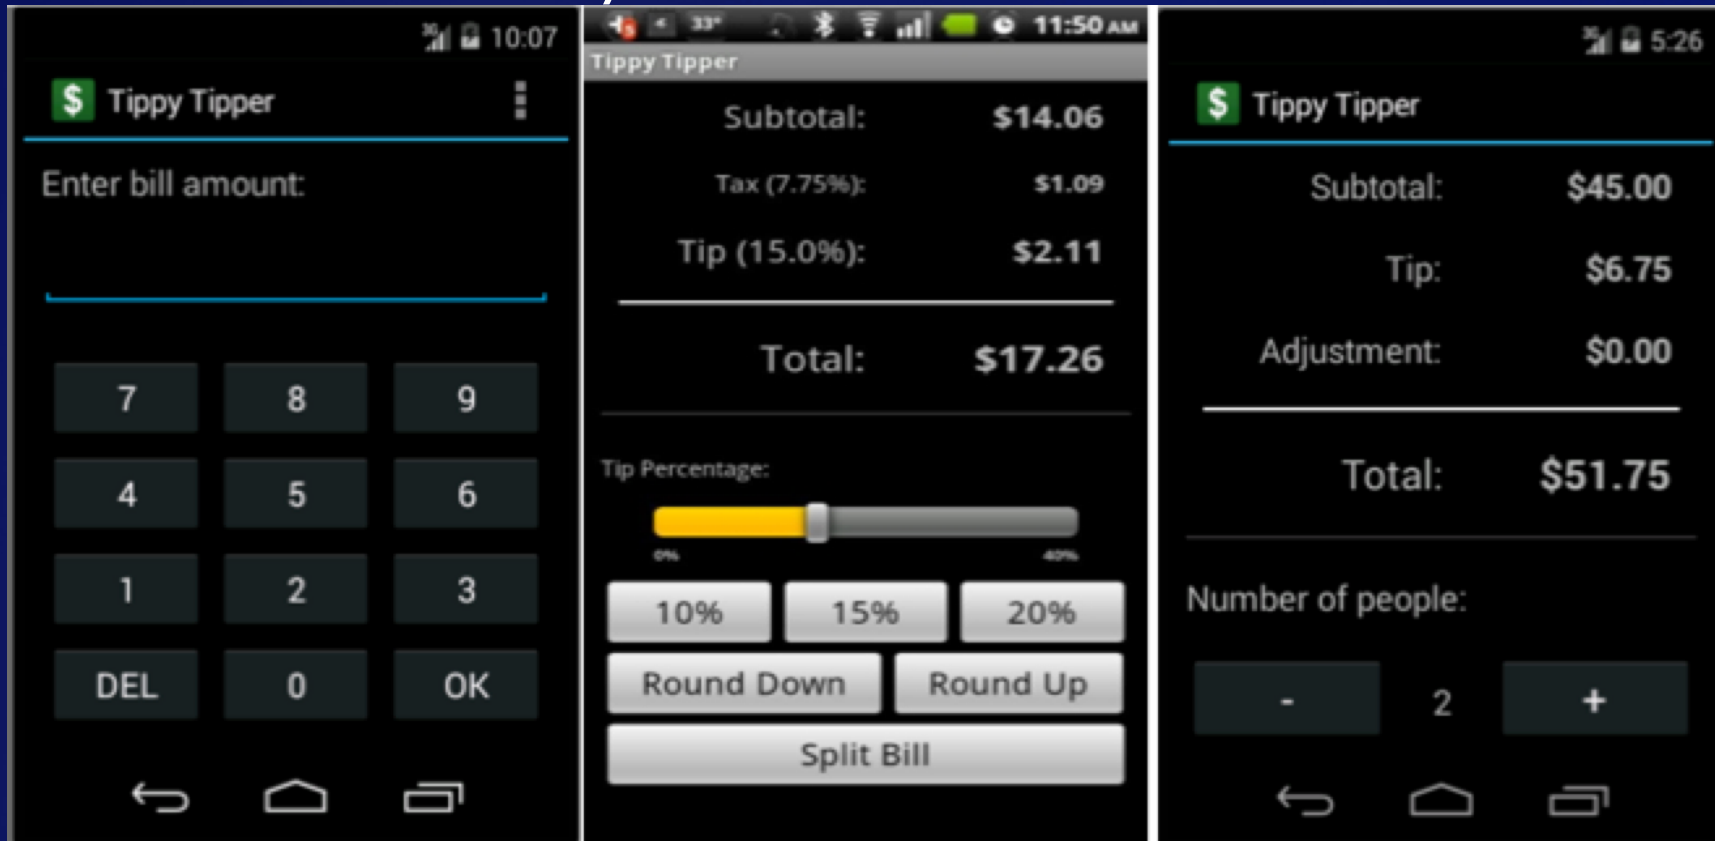 10:07
$ Tippy Tipper
Enter bill amount:
7 8 9
4 5 6
1 2 3
DEL 0 OK
33° 11:50 AM
Tippy Tipper
Subtotal: $14.06
Tax (7.75%): $1.09
Tip (15.0%): $2.11
Total: $17.26
Tip Percentage:
0% 40%
10% 15% 20%
Round Down Round Up
Split Bill
5:26
$ Tippy Tipper
Subtotal: $45.00
Tip: $6.75
Adjustment: $0.00
Total: $51.75
Number of people:
- 2 +